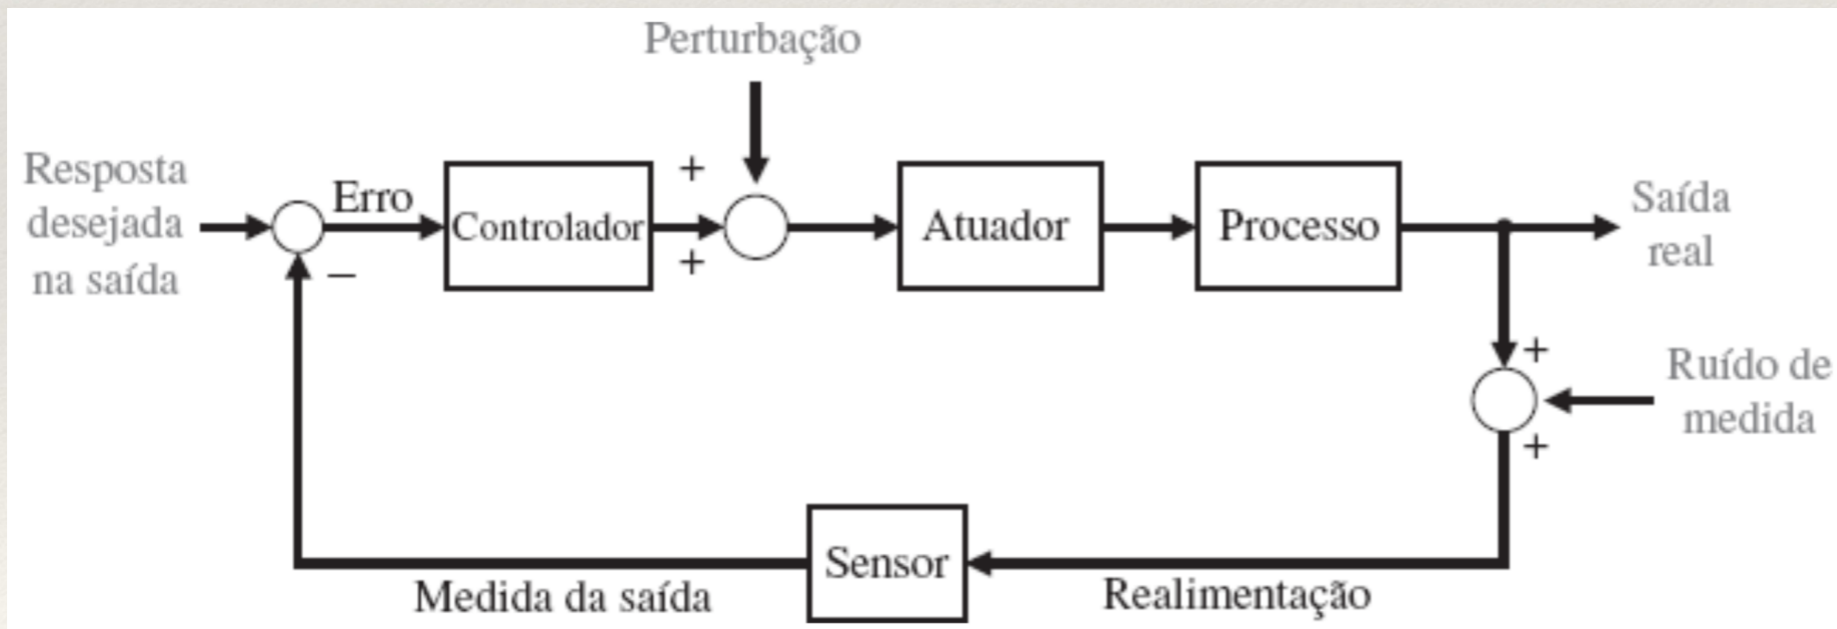 Perturbação
Resposta
desejada
na saída
Erro
–
Controlador
+
+
Atuador
Processo
Saída
real
+
Ruído de
medida
+
Sensor
Medida da saída
Realimentação